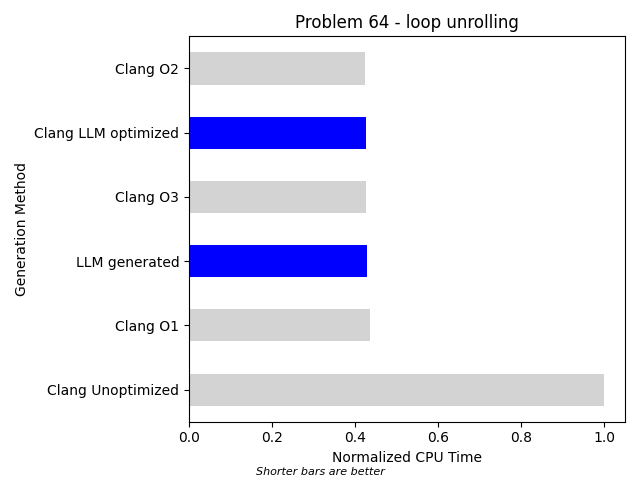 Problem 64 - loop unrolling
Generation Method
Clang O2
Clang LLM optimized
Clang O3
LLM generated
Clang O1
Clang Unoptimized
0.0 0.2 0.4 0.6 0.8 1.0
Normalized CPU Time
Shorter bars are better